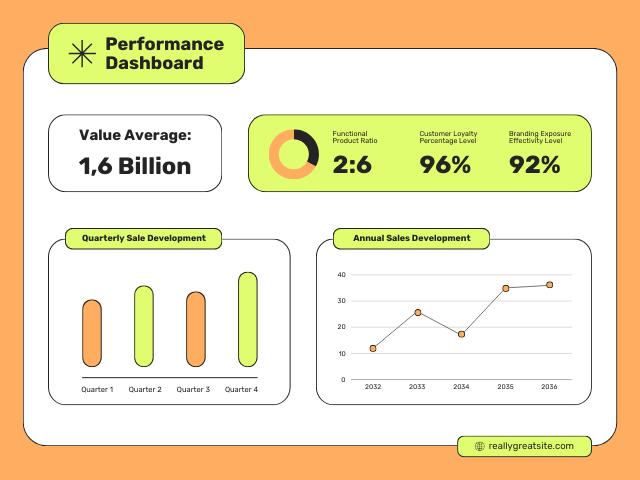 Performance
Dashboard
Value Average:
1,6 Billion
Functional
Product Ratio
2:6
Customer Loyalty
Percentage Level
96%
Branding Exposure
Effectivity Level
92%
Quarterly Sale Development
Quarter 1 Quarter 2 Quarter 3 Quarter 4
Annual Sales Development
40
30
20
10
0
2032 2033 2034 2035 2036
reallygreatsite.com